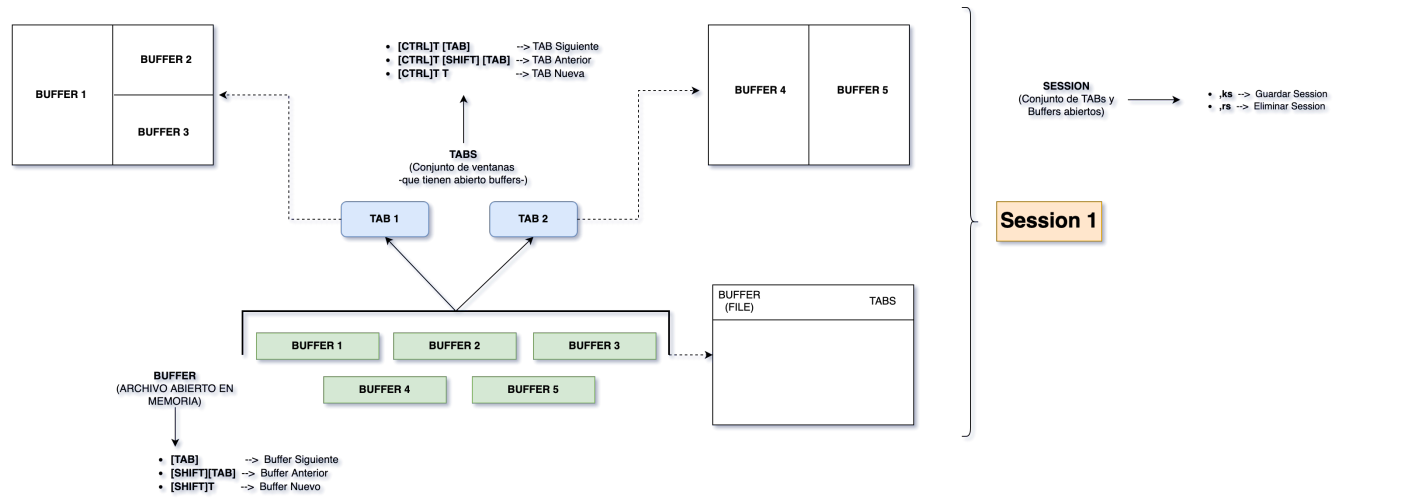 BUFFER 1
BUFFER 2
BUFFER 3
• [CTRL]T [TAB] --> TAB Siguiente
• [CTRL]T [SHIFT] [TAB] --> TAB Anterior
• [CTRL]T T --> TAB Nueva
TABS
(Conjunto de ventanas
-que tienen abierto buffers-)
BUFFER 4
BUFFER 5
SESSION
(Conjunto de TABs y
Buffers abiertos)
• ,ks --> Guardar Session
• ,rs --> Eliminar Session
TAB 1
TAB 2
Session 1
BUFFER
(FILE)
TABS
BUFFER 1
BUFFER 2
BUFFER 3
BUFFER 4
BUFFER 5
BUFFER
(ARCHIVO ABIERTO EN
MEMORIA)
• [TAB] --> Buffer Siguiente
• [SHIFT][TAB] --> Buffer Anterior
• [SHIFT]T --> Buffer Nuevo